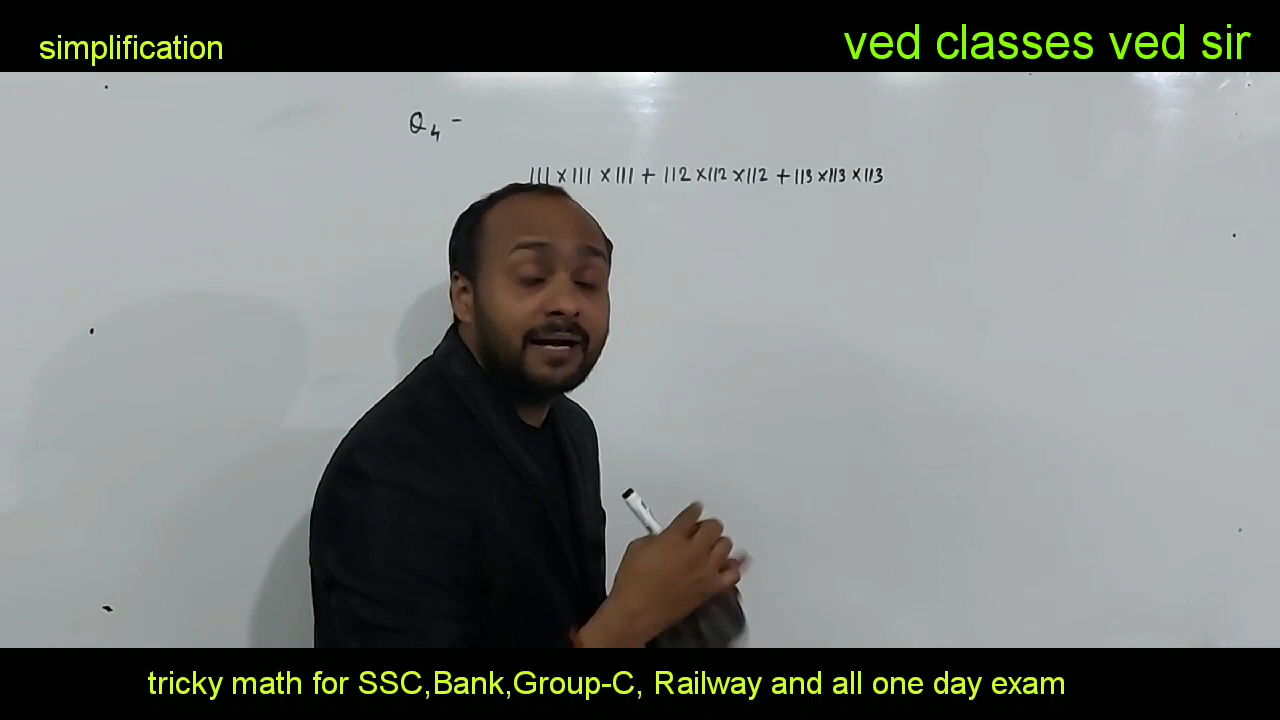 simplification
ved classes ved sir
Q4 -
111 × 111 × 111 + 112 × 112 × 112 + 113 × 113 × 113
tricky math for SSC,Bank,Group-C, Railway and all one day exam